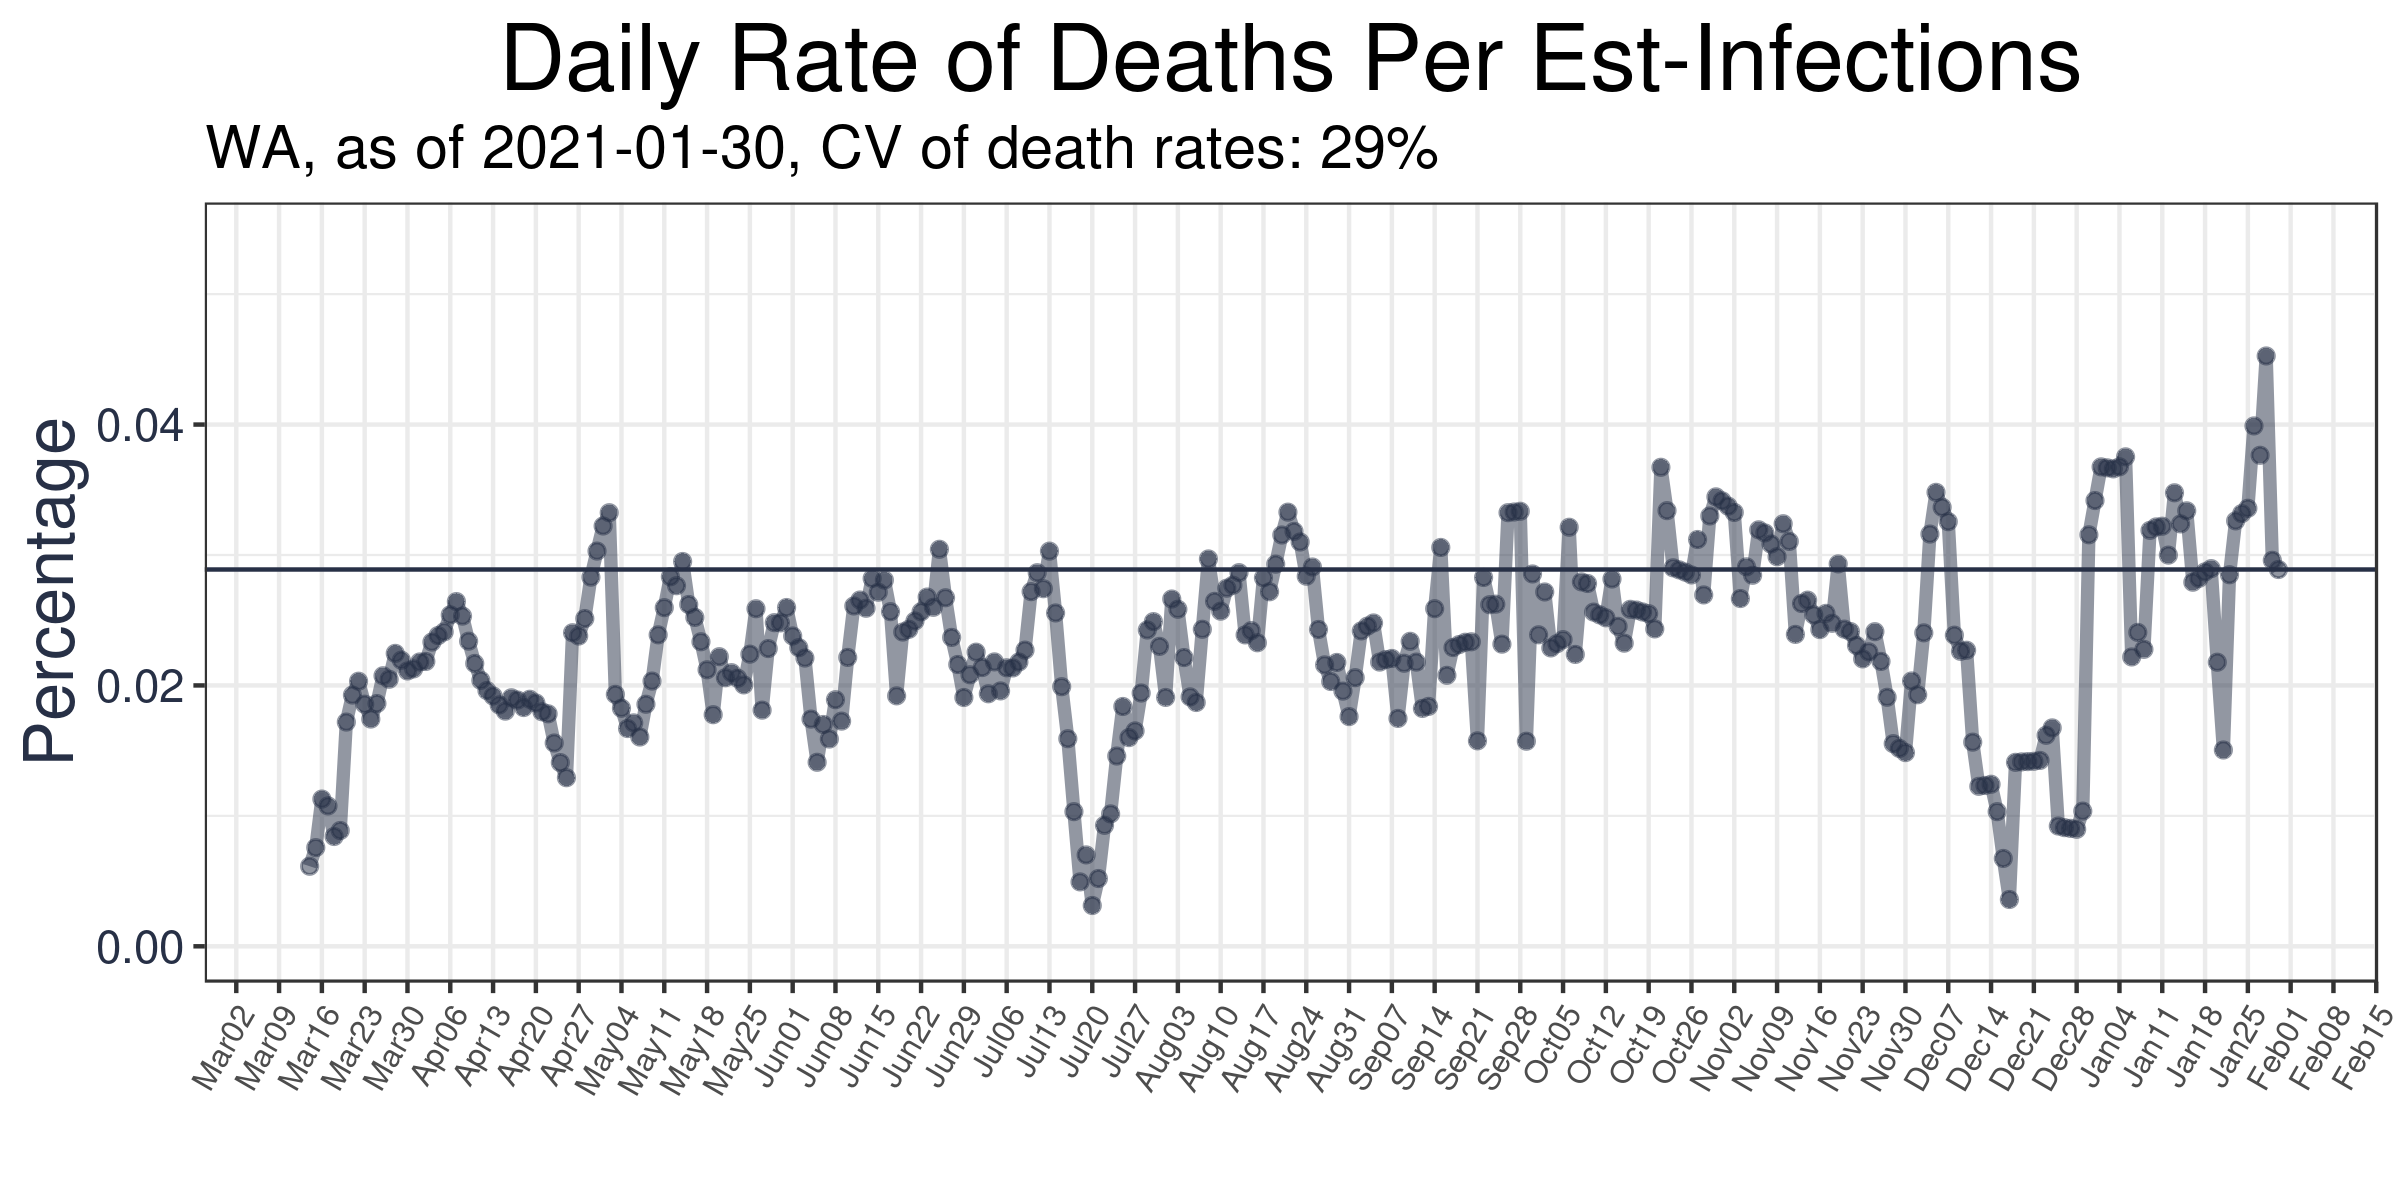 Daily Rate of Deaths Per Est-Infections
WA, as of 2021-01-30, CV of death rates: 29%
Percentage
0.04
0.02
0.00
Mar02 Mar09 Mar16 Mar23 Mar30 Apr06 Apr13 Apr20 Apr27 May04 May11 May18 May25 Jun01 Jun08 Jun15 Jun22 Jun29 Jul06 Jul13 Jul20 Jul27 Aug03 Aug10 Aug17 Aug24 Aug31 Sep07 Sep14 Sep21 Sep28 Oct05 Oct12 Oct19 Oct26 Nov02 Nov09 Nov16 Nov23 Nov30 Dec07 Dec14 Dec21 Dec28 Jan04 Jan11 Jan18 Jan25 Feb01 Feb08 Feb15